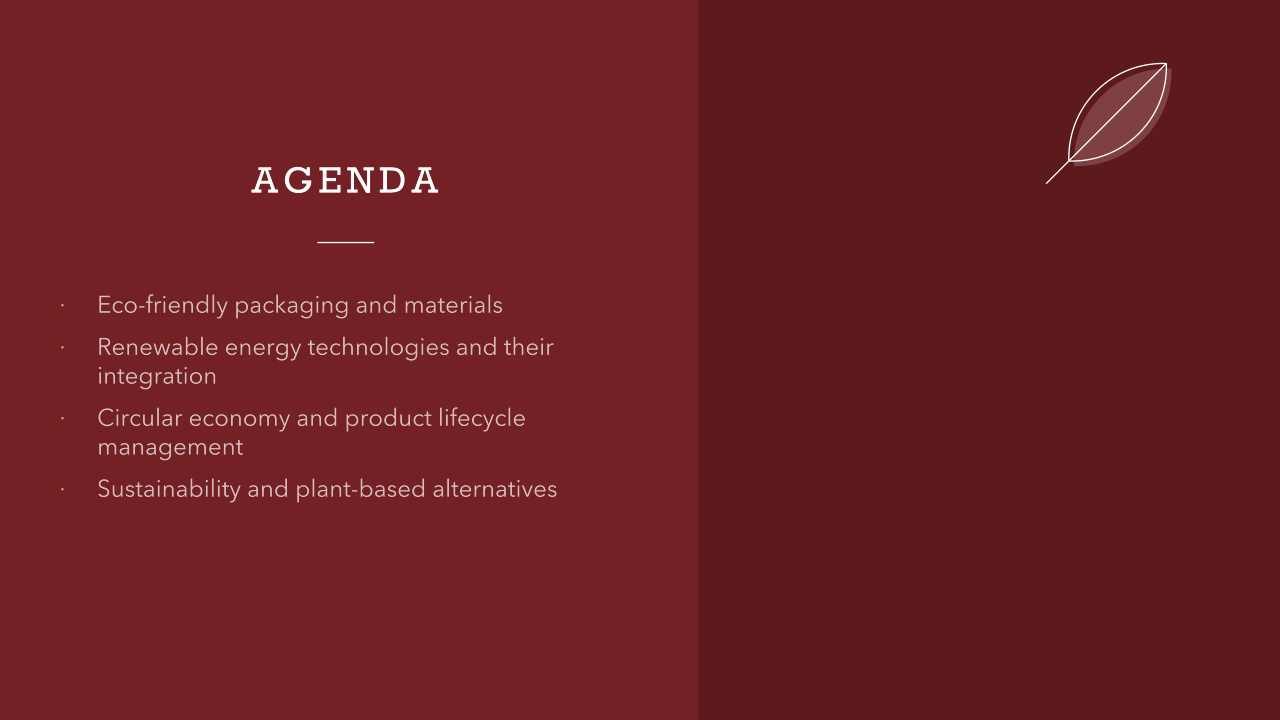 AGENDA
· Eco-friendly packaging and materials
· Renewable energy technologies and their
integration
· Circular economy and product lifecycle
management
· Sustainability and plant-based alternatives